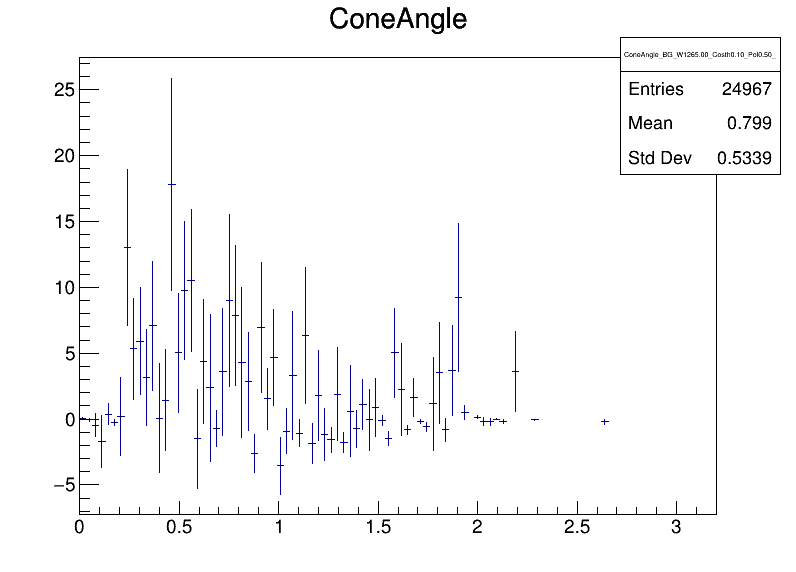 ConeAngle
ConeAngle_BG_W1265.00_Costh0.10_Pol0.50_
Entries 24967
Mean 0.799
Std Dev 0.5339
25
20
15
10
5
0
−5
0 0.5 1 1.5 2 2.5 3